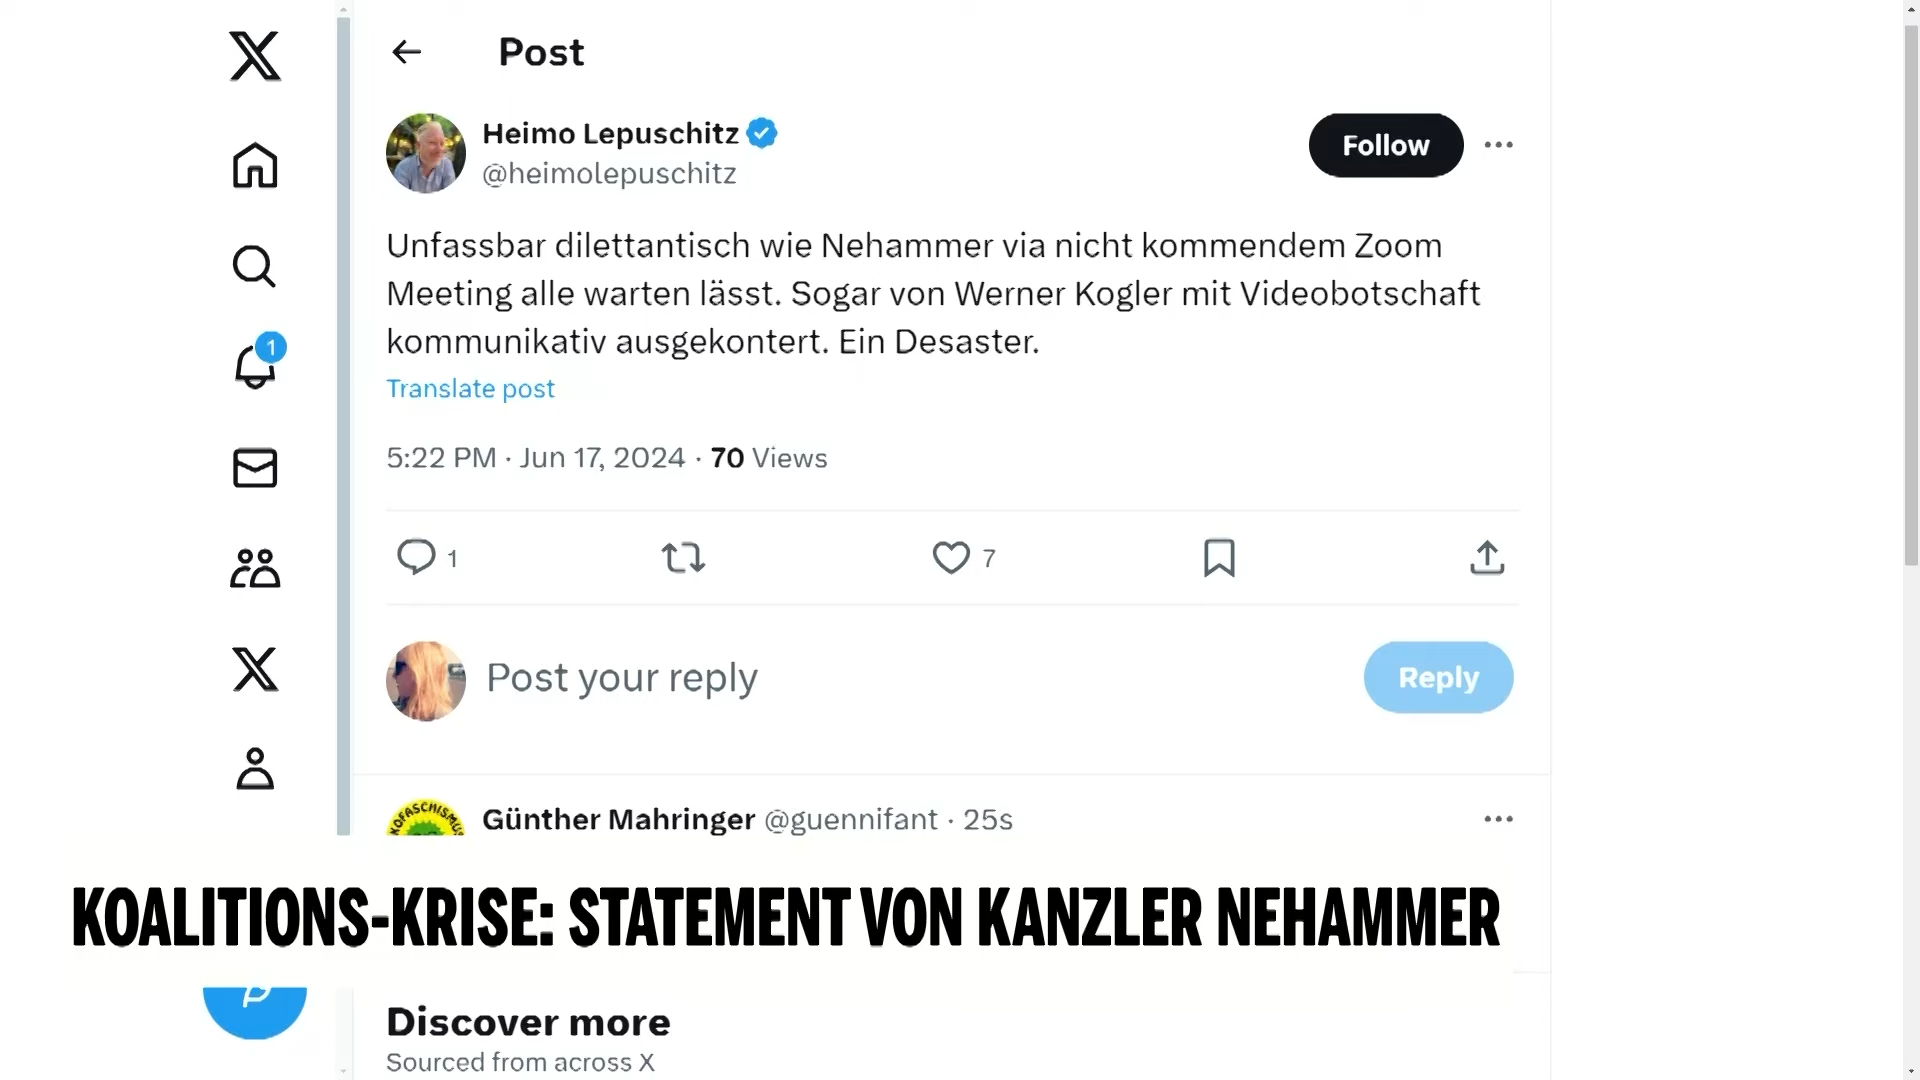 Post
Heimo Lepuschitz
@heimolepuschitz
Follow
Unfassbar dilettantisch wie Nehammer via nicht kommendem Zoom
Meeting alle warten lässt. Sogar von Werner Kogler mit Videobotschaft
kommunikativ ausgekontert. Ein Desaster.
Translate post
5:22 PM · Jun 17, 2024 · 70 Views
1
1 7
Post your reply
Reply
Günther Mahringer @guennifant · 25s
KOALITIONS-KRISE: STATEMENT VON KANZLER NEHAMMER
Discover more
Sourced from across X